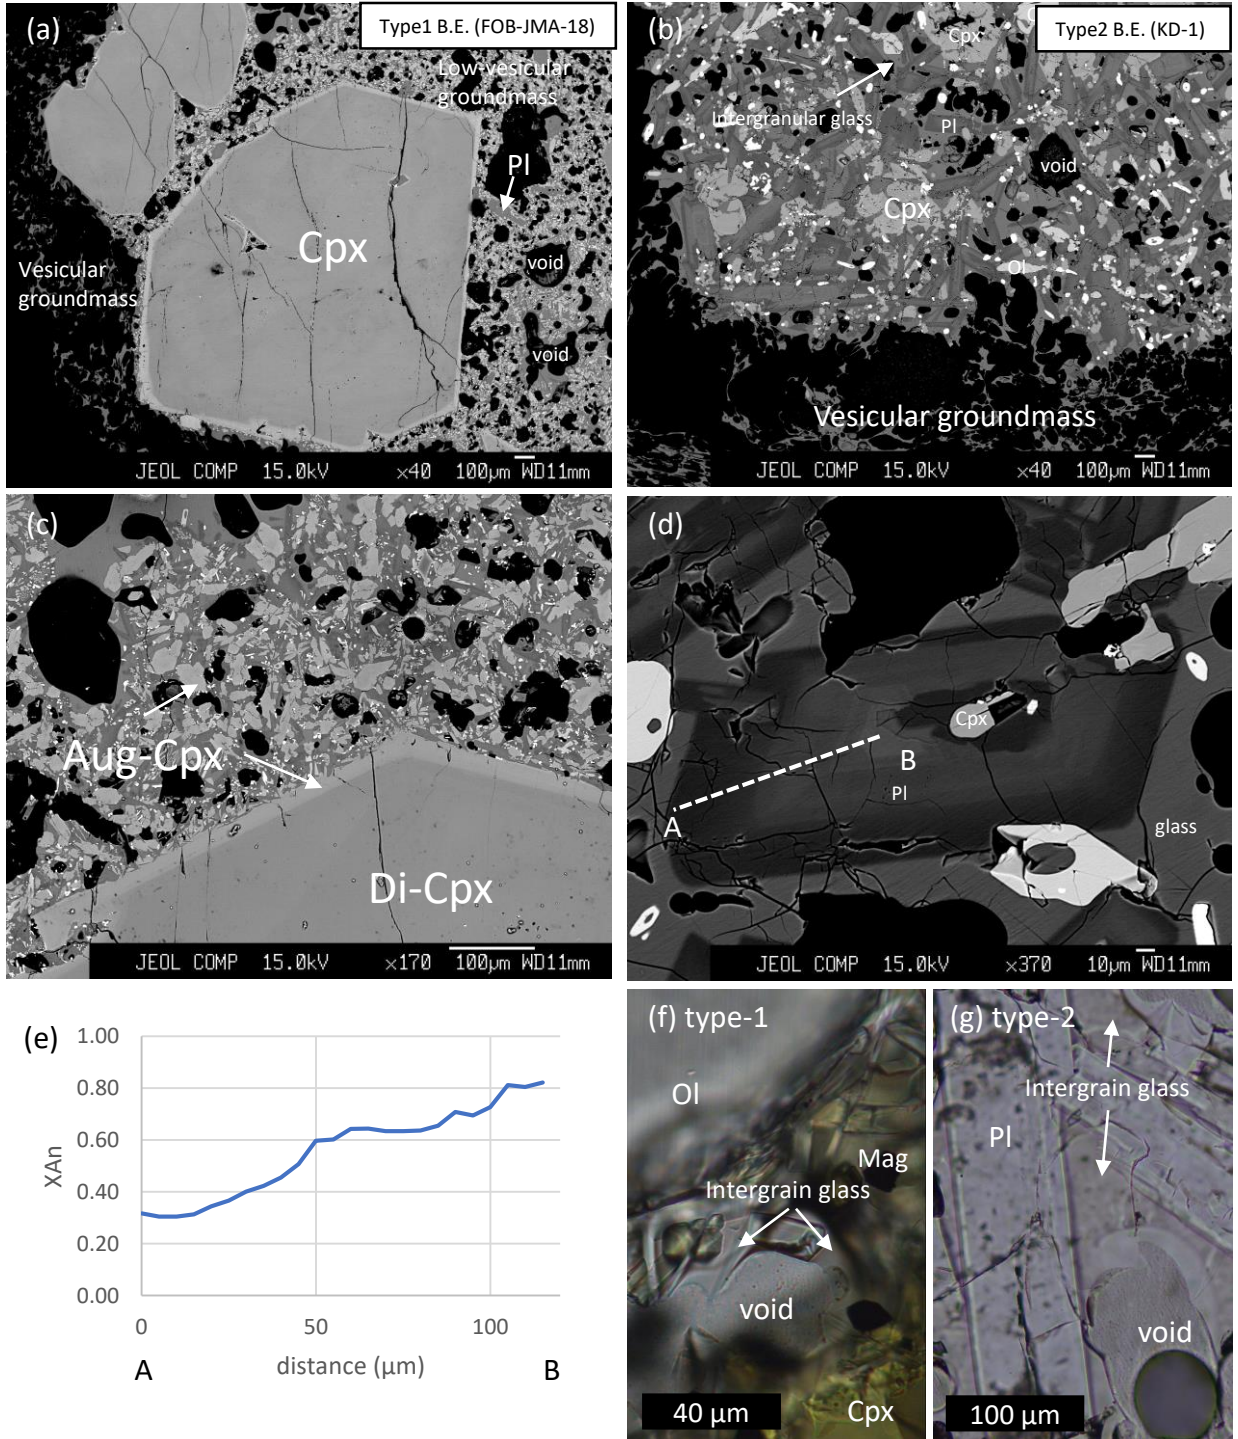 (a)
Type1 B.E. (FOB-JMA-18)
Low-vesicular
groundmass
Pl
Cpx
Vesicular
groundmass
void
void
JEOL COMP 15.0kV ×40 100µm WD11mm
(b)
Cpx
Type2 B.E. (KD-1)
Intergranular glass
Pl
void
Cpx
Ol
Vesicular groundmass
JEOL COMP 15.0kV ×40 100µm WD11mm
(c)
Aug-Cpx
Di-Cpx
JEOL COMP 15.0kV ×170 100µm WD11mm
(d)
Cpx
B
Pl
A
glass
JEOL COMP 15.0kV ×370 10µm WD11mm
(e)
1.00
0.80
0.60
0.40
0.20
0.00
XAn
0
50
100
A
distance (µm)
B
(f) type-1
Ol
Mag
Intergrain glass
void
40 µm
Cpx
(g) type-2
Intergrain glass
Pl
void
100 µm